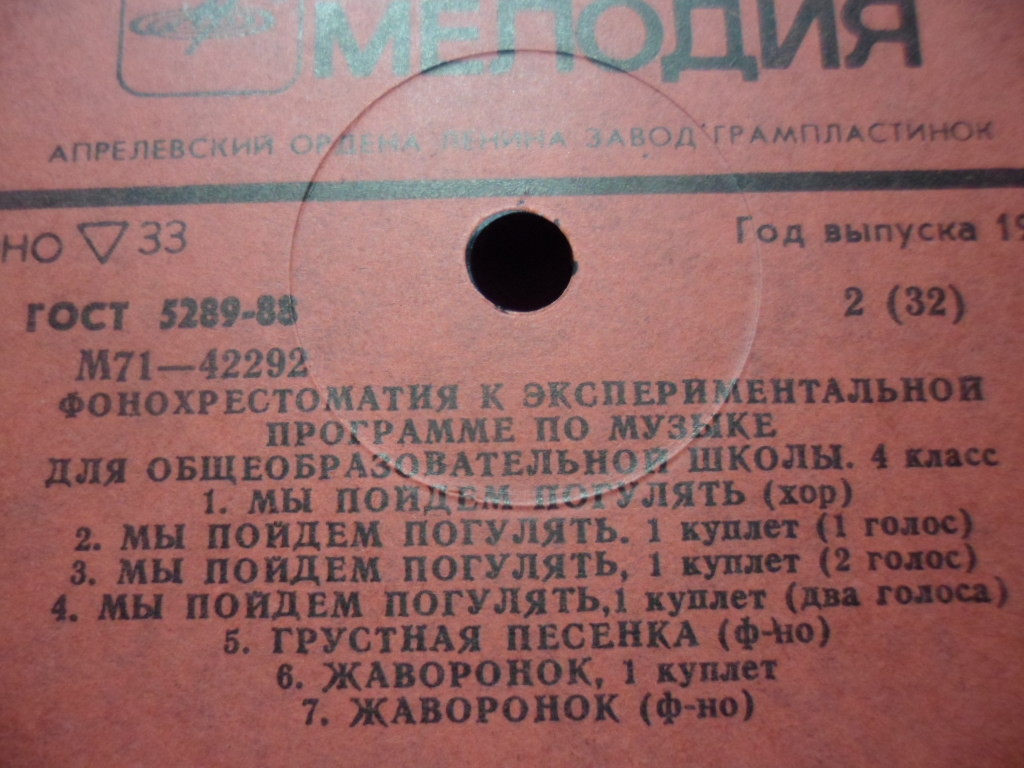 МЕЛОДИЯ
АПРЕЛЕВСКИЙ ОРДЕНА ЛЕНИНА ЗАВОД ГРАМПЛАСТИНОК
НО ▽ 33
Год выпуска 19
ГОСТ 5289-88
2 (32)
М71—42292
ФОНОХРЕСТОМАТИЯ К ЭКСПЕРИМЕНТАЛЬНОЙ
ПРОГРАММЕ ПО МУЗЫКЕ
ДЛЯ ОБЩЕОБРАЗОВАТЕЛЬНОЙ ШКОЛЫ. 4 класс
1. МЫ ПОЙДЕМ ПОГУЛЯТЬ (хор)
2. МЫ ПОЙДЕМ ПОГУЛЯТЬ. 1 куплет (1 голос)
3. МЫ ПОЙДЕМ ПОГУЛЯТЬ, 1 куплет (2 голос)
4. МЫ ПОЙДЕМ ПОГУЛЯТЬ,1 куплет (два голоса)
5. ГРУСТНАЯ ПЕСЕНКА (ф-но)
6. ЖАВОРОНОК, 1 куплет
7. ЖАВОРОНОК (ф-но)